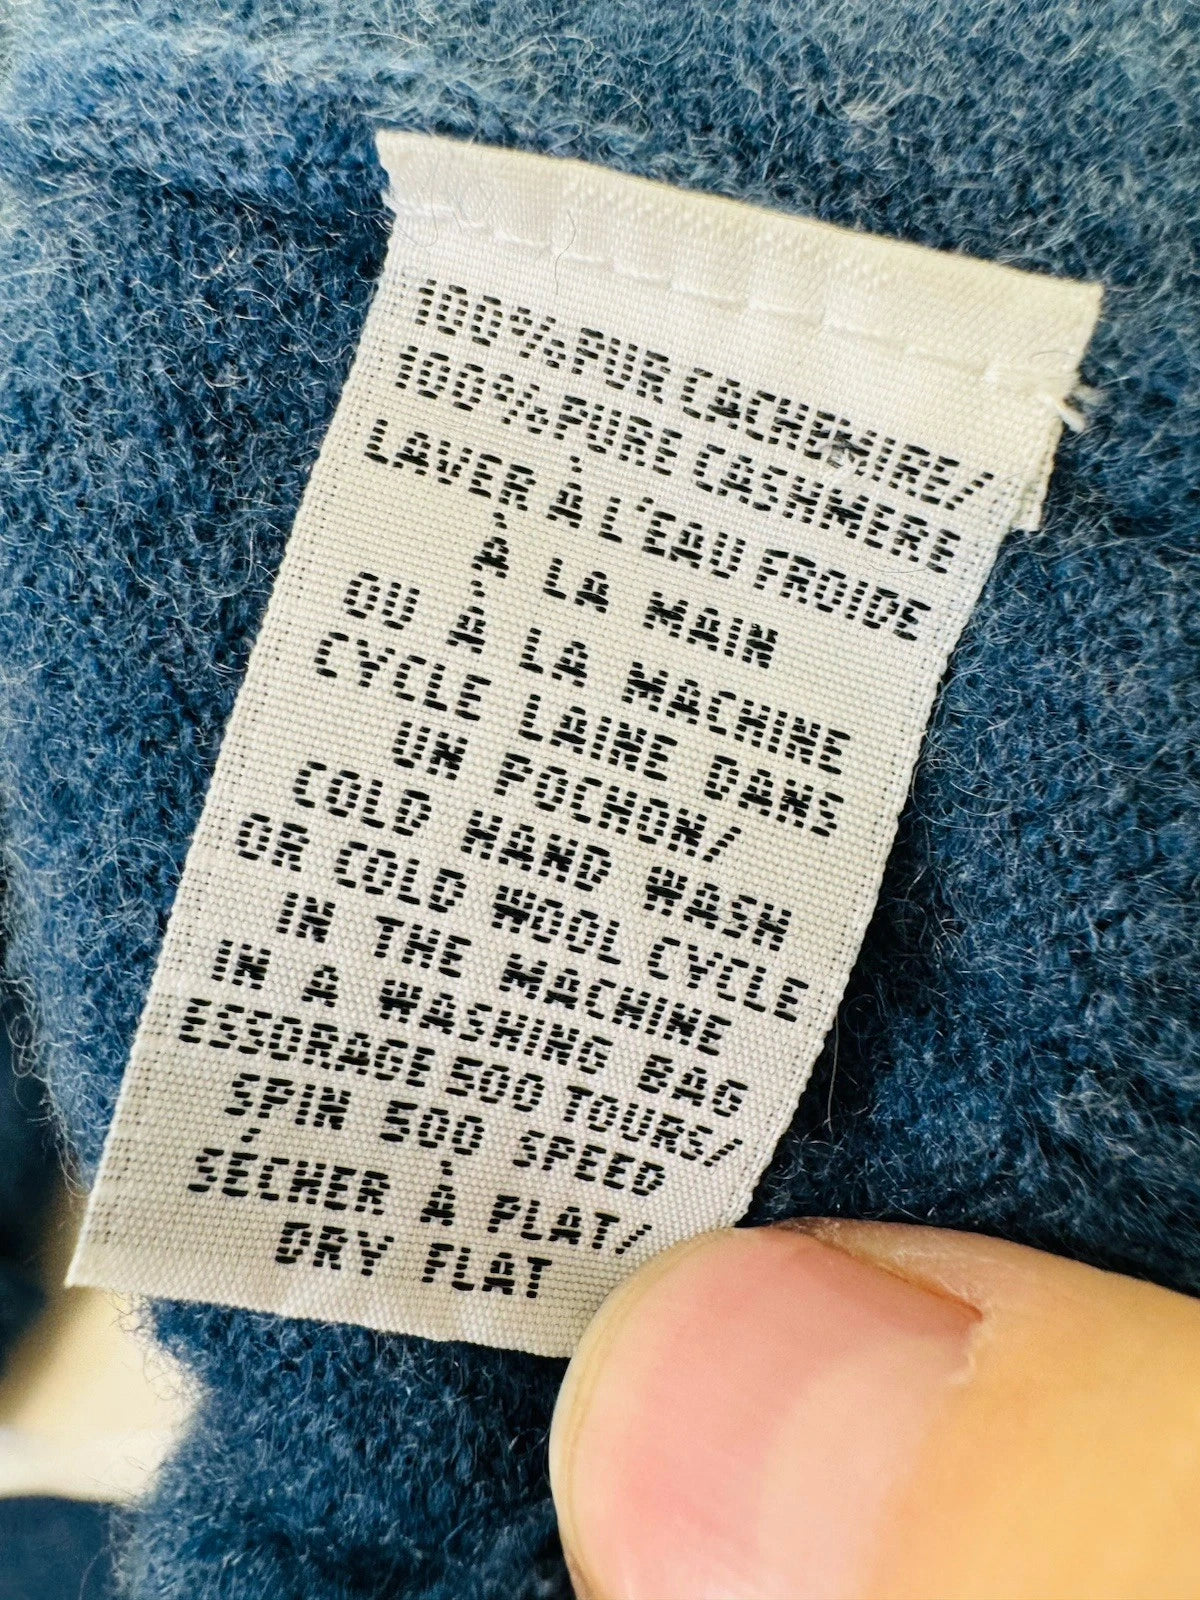 100% PUR CACHEMIRE/
100% PURE CASHMERE
LAVER À L'EAU FROIDE
À LA MAIN
OU À LA MACHINE
CYCLE LAINE DANS
UN POCHON/
COLD HAND WASH
OR COLD WOOL CYCLE
IN THE MACHINE
IN A WASHING BAG
ESSORAGE 500 TOURS/
SPIN 500 SPEED
SÉCHER À PLAT/
DRY FLAT